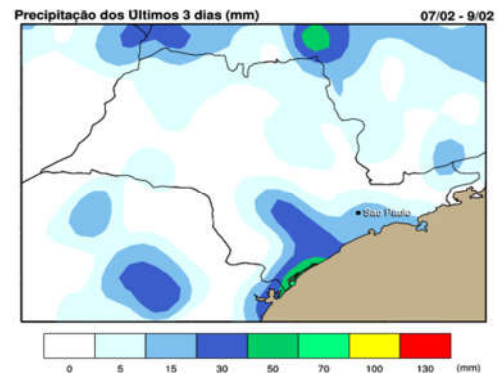 Precipitação dos Últimos 3 dias (mm) 07/02 - 9/02
São Paulo
0 5 15 30 50 70 100 130 (mm)